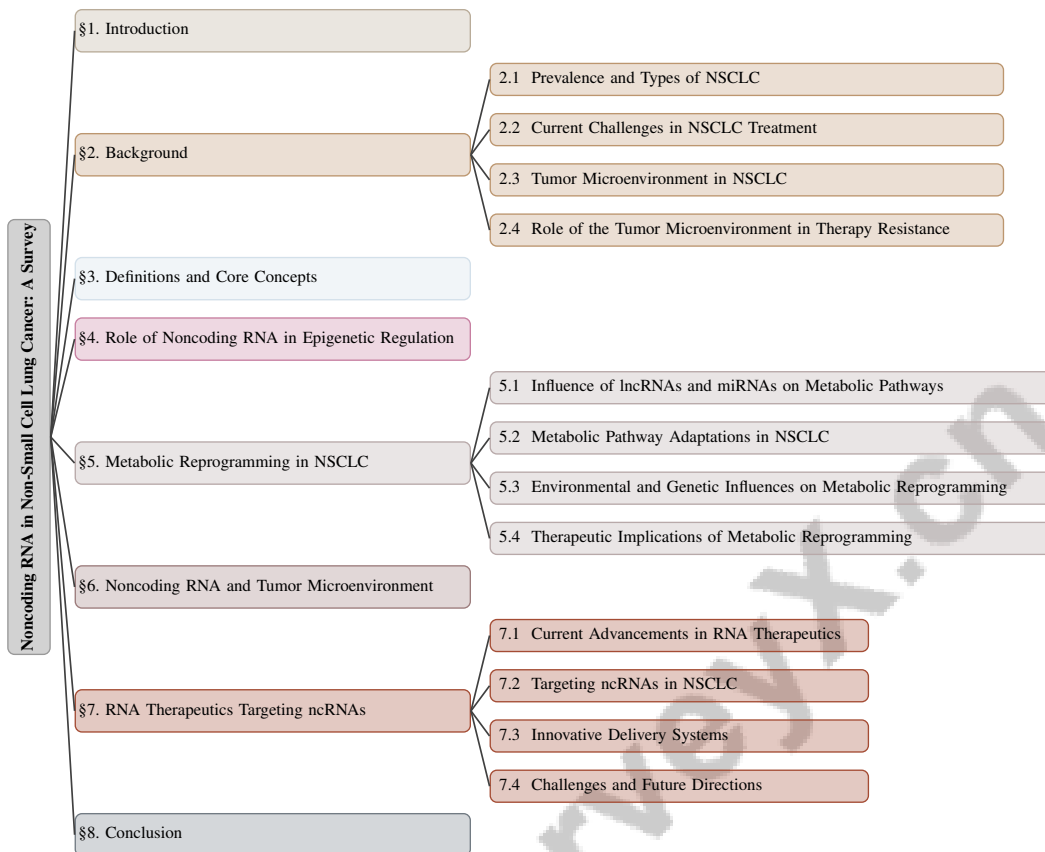 Noncoding RNA in Non-Small Cell Lung Cancer: A Survey
§1. Introduction
§2. Background
2.1 Prevalence and Types of NSCLC
2.2 Current Challenges in NSCLC Treatment
2.3 Tumor Microenvironment in NSCLC
2.4 Role of the Tumor Microenvironment in Therapy Resistance
§3. Definitions and Core Concepts
§4. Role of Noncoding RNA in Epigenetic Regulation
§5. Metabolic Reprogramming in NSCLC
5.1 Influence of lncRNAs and miRNAs on Metabolic Pathways
5.2 Metabolic Pathway Adaptations in NSCLC
5.3 Environmental and Genetic Influences on Metabolic Reprogramming
5.4 Therapeutic Implications of Metabolic Reprogramming
§6. Noncoding RNA and Tumor Microenvironment
§7. RNA Therapeutics Targeting ncRNAs
7.1 Current Advancements in RNA Therapeutics
7.2 Targeting ncRNAs in NSCLC
7.3 Innovative Delivery Systems
7.4 Challenges and Future Directions
§8. Conclusion
rveyx.cn